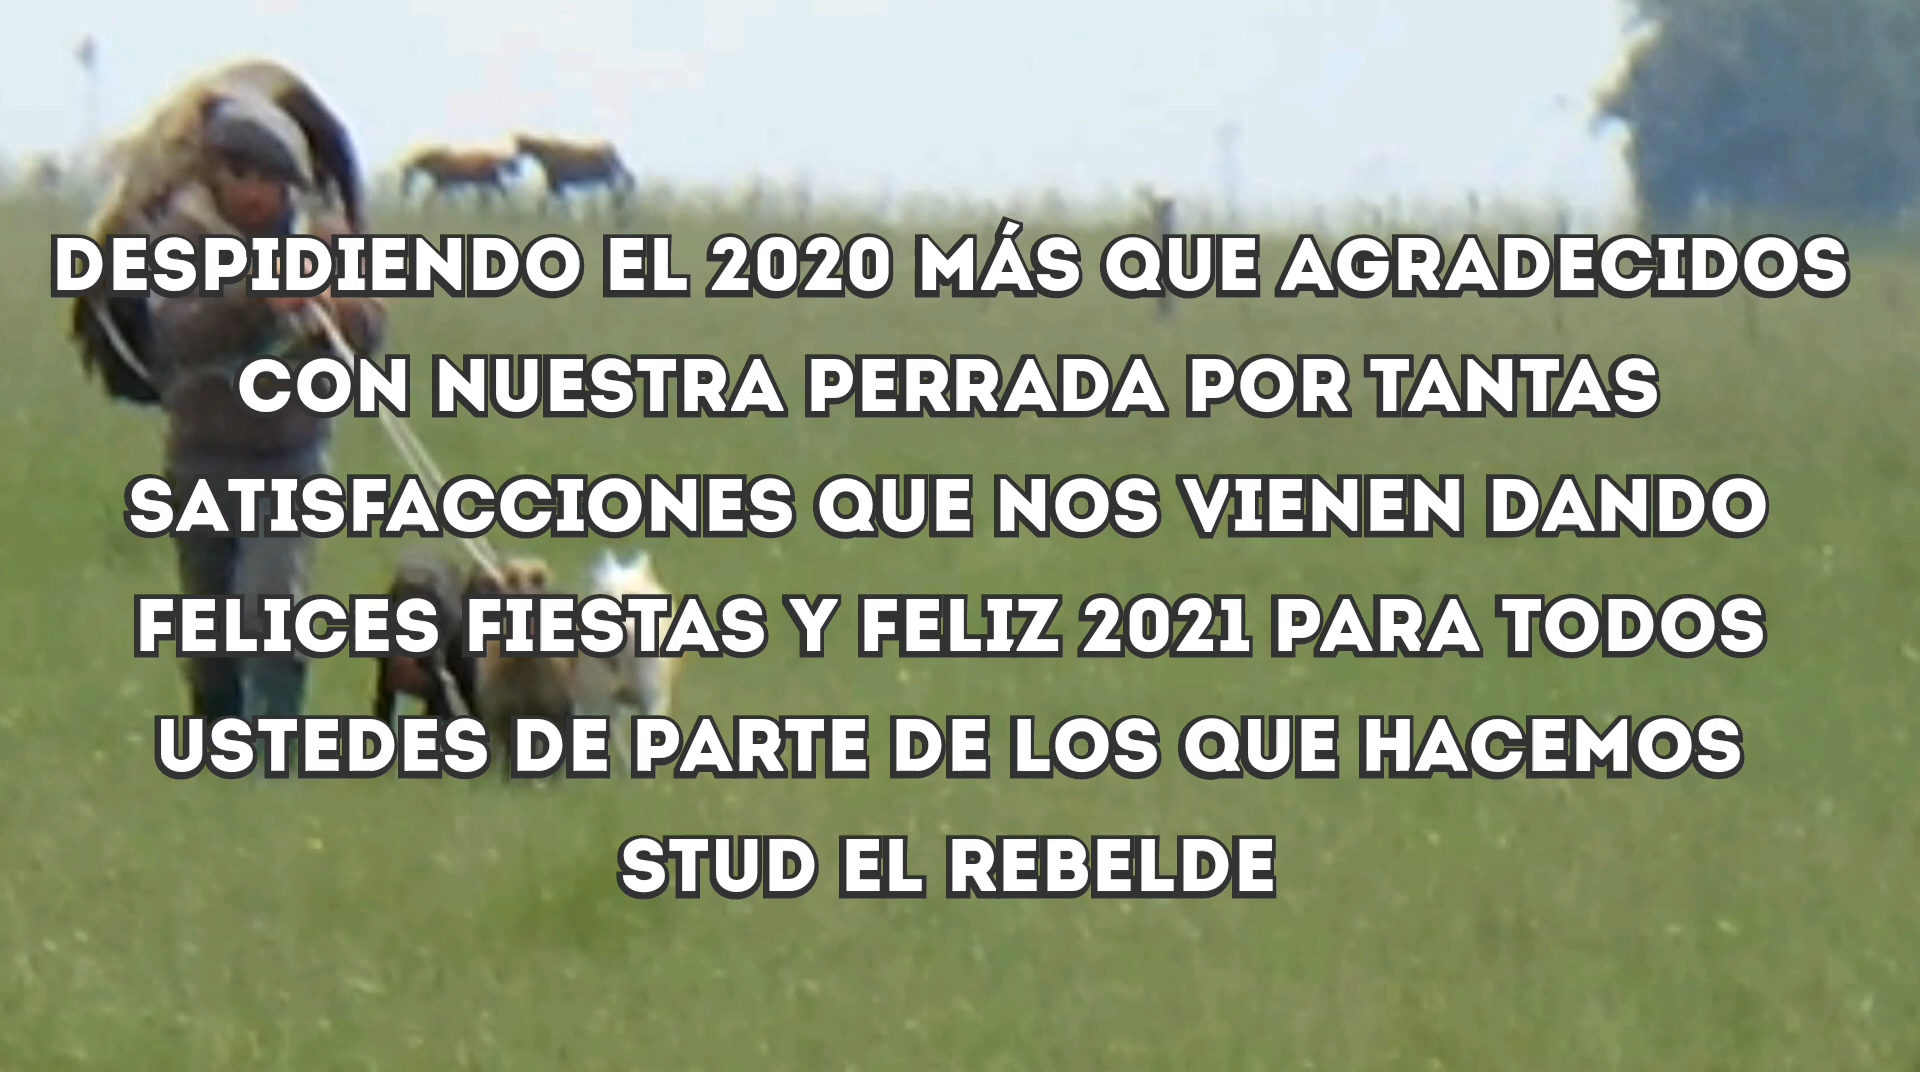 DESPIDIENDO EL 2020 MÁS QUE AGRADECIDOS
CON NUESTRA PERRADA POR TANTAS
SATISFACCIONES QUE NOS VIENEN DANDO
FELICES FIESTAS Y FELIZ 2021 PARA TODOS
USTEDES DE PARTE DE LOS QUE HACEMOS
STUD EL REBELDE